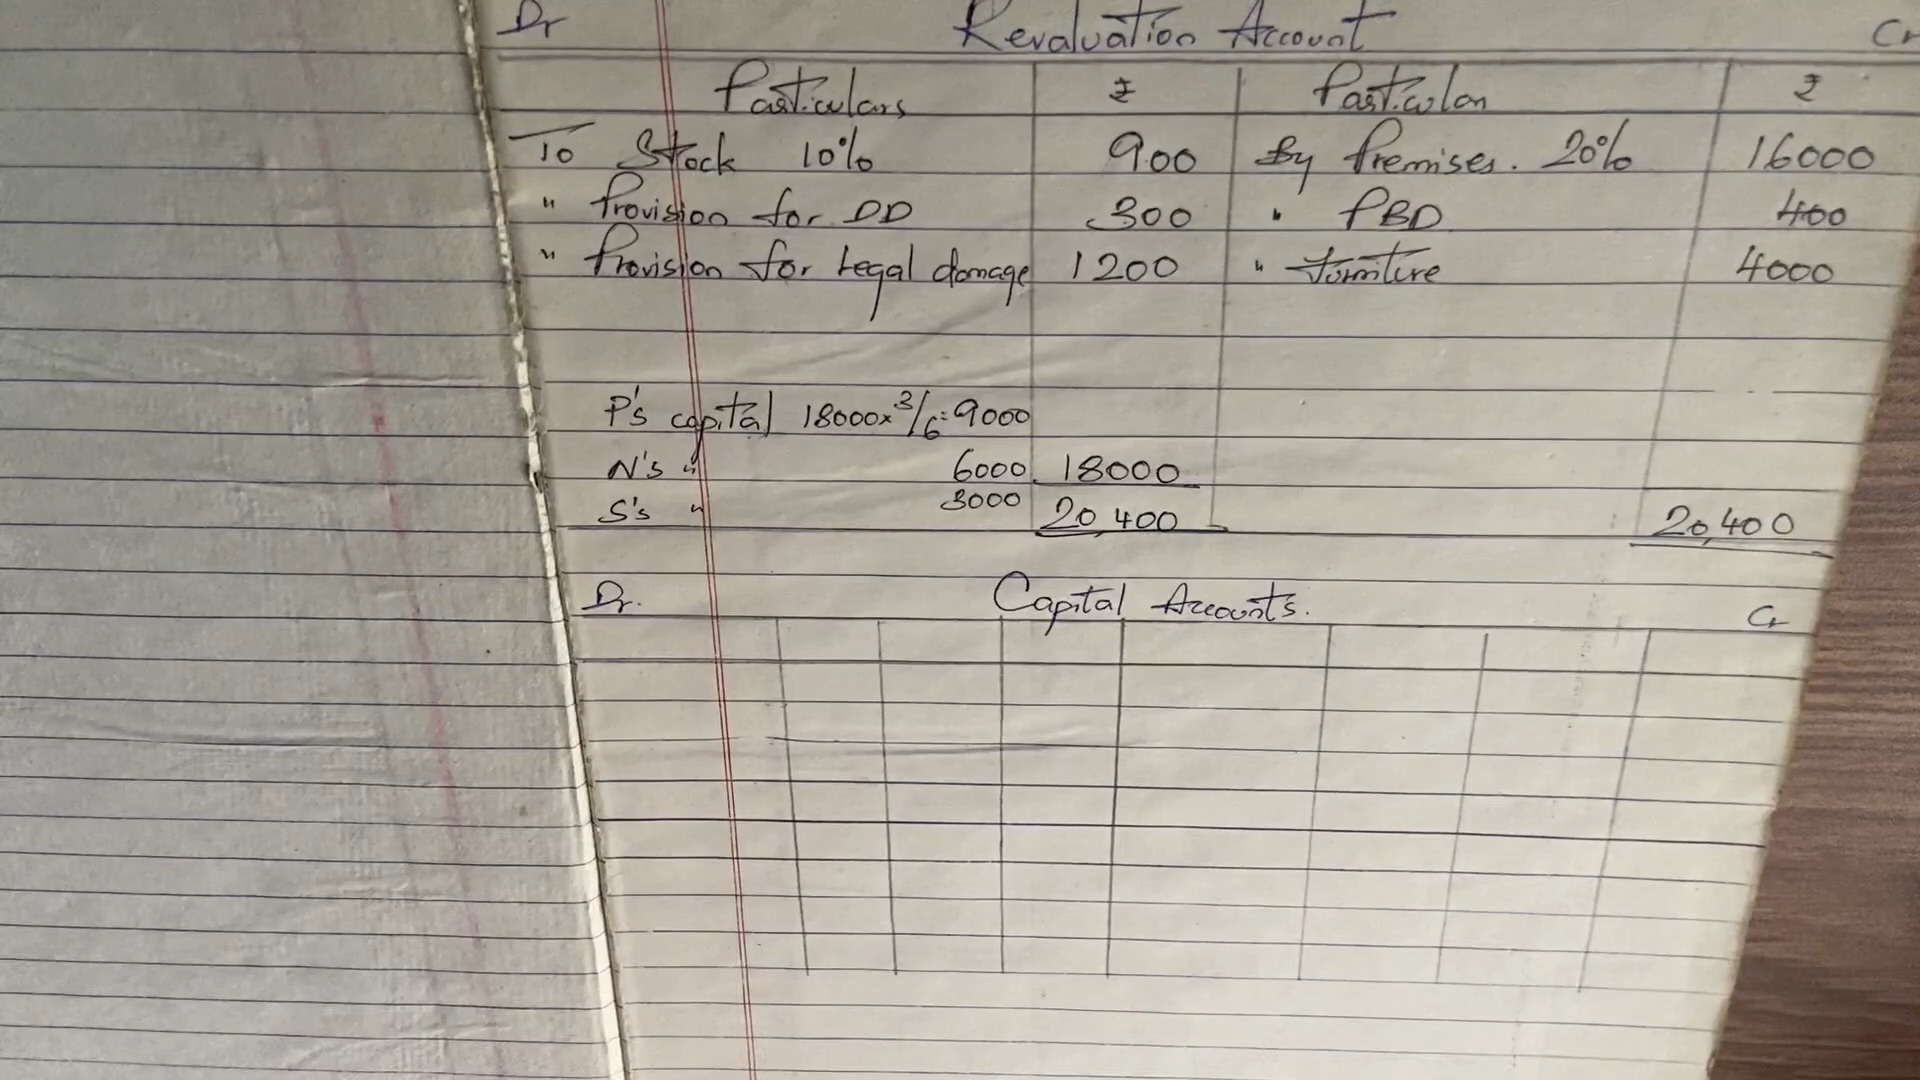 Dr Revaluation Account Cr
Particulars ₹ Particulars ₹
To Stock 10% 900 By Premises. 20% 16000
" Provision for DD 300 " PBD 400
" Provision for Legal damage 1200 " furniture 4000
P's capital 18000x3/6=9000
N's " 6000 18000
S's " 3000 20,400 20,400
Dr. Capital Accounts. Cr